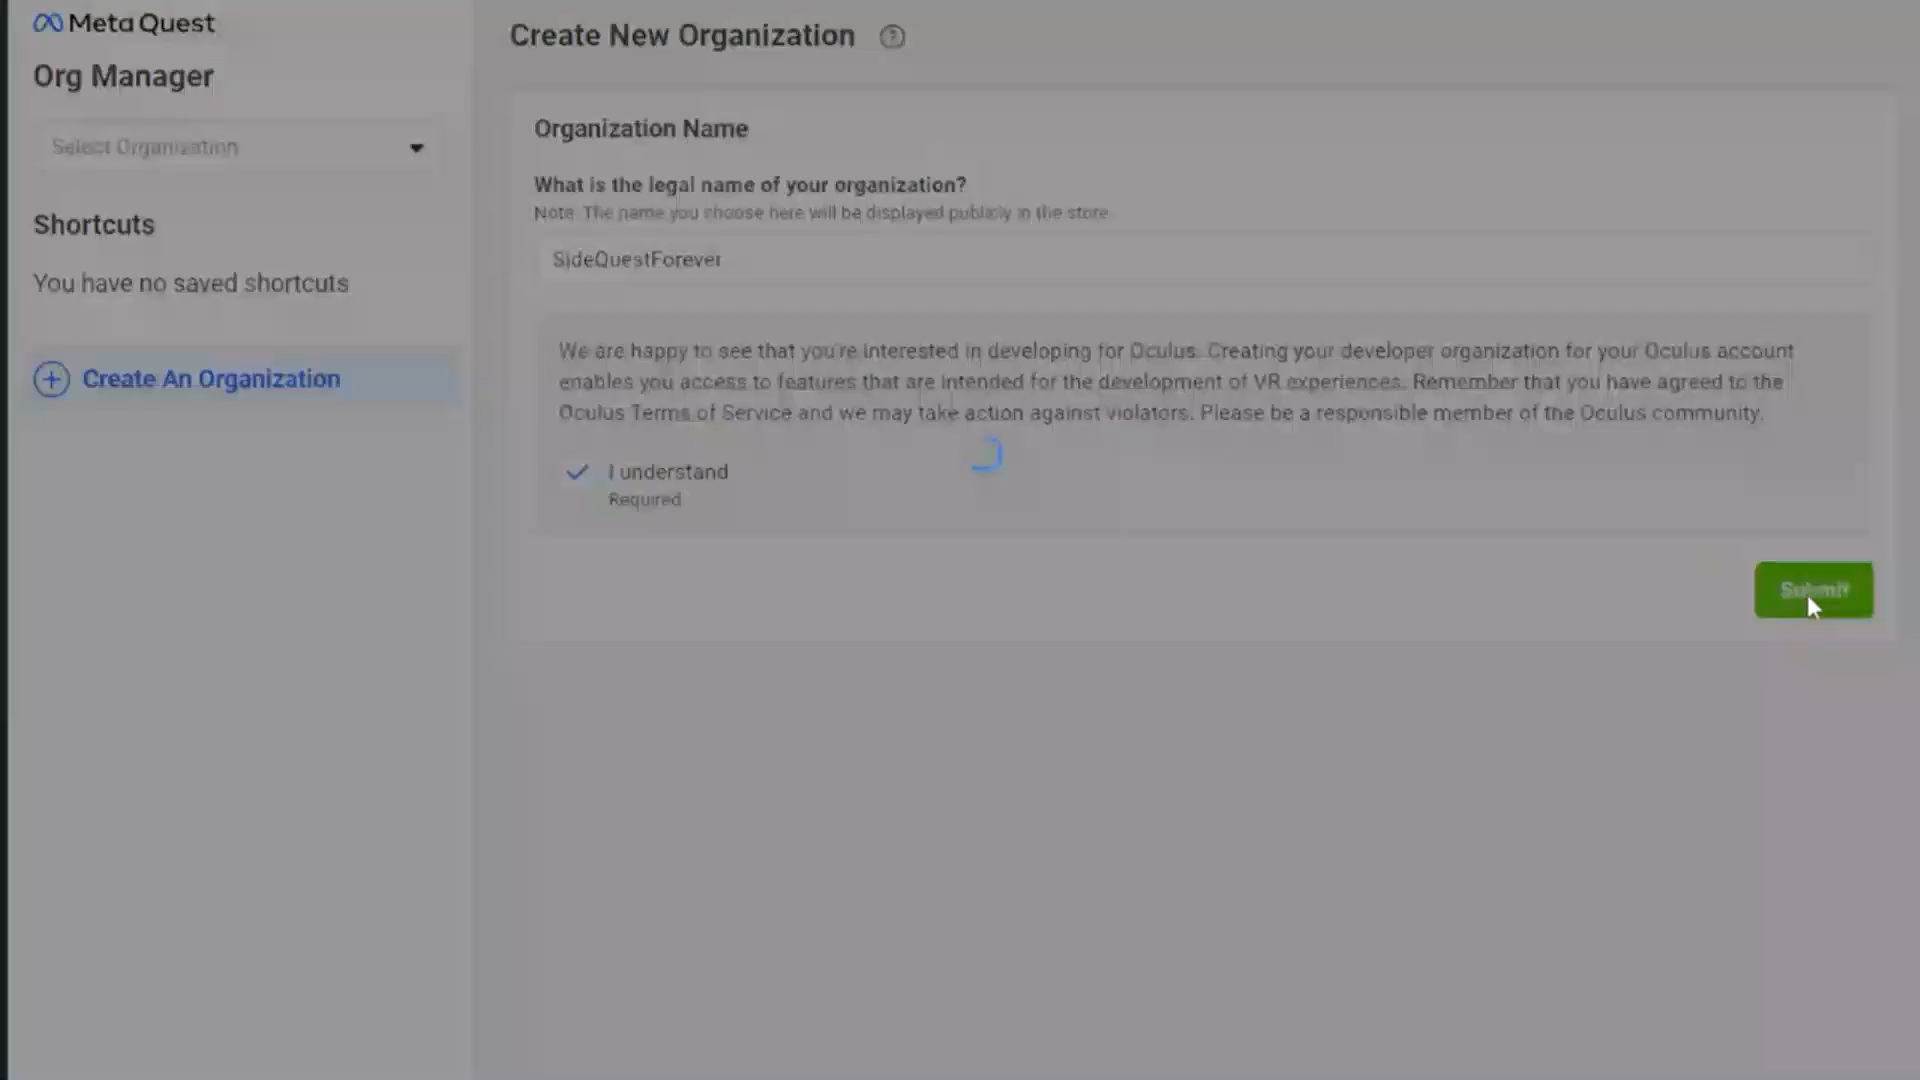 Meta Quest
Org Manager
Select Organization
Shortcuts
You have no saved shortcuts
Create An Organization
Create New Organization ?
Organization Name
What is the legal name of your organization?
Note: The name you choose here will be displayed publicly in the store.
SideQuestForever
We are happy to see that you're interested in developing for Oculus. Creating your developer organization for your Oculus account
enables you access to features that are intended for the development of VR experiences. Remember that you have agreed to the
Oculus Terms of Service and we may take action against violators. Please be a responsible member of the Oculus community.
I understand
Required
Submit